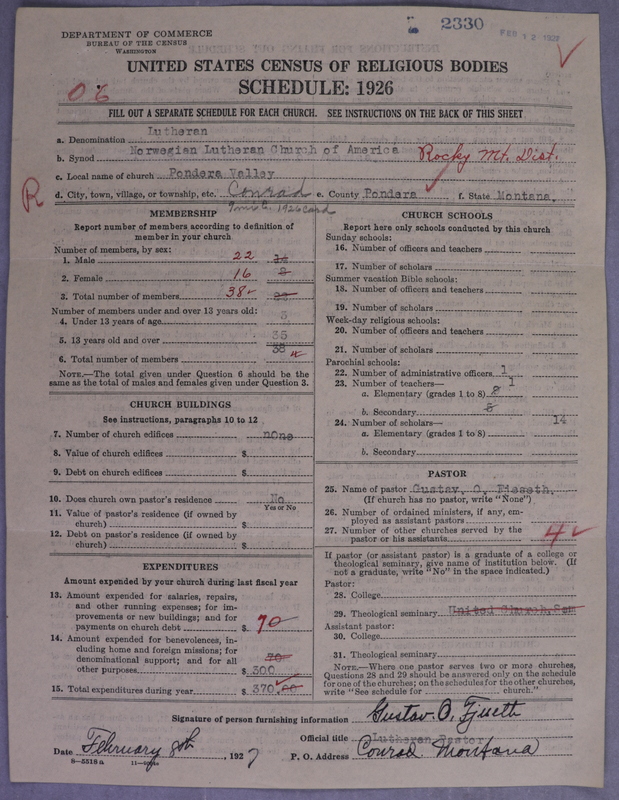 DEPARTMENT OF COMMERCE
BUREAU OF THE CENSUS
WASHINGTON
2330
FEB 12 1927
UNITED STATES CENSUS OF RELIGIOUS BODIES
SCHEDULE: 1926
06
FILL OUT A SEPARATE SCHEDULE FOR EACH CHURCH. SEE INSTRUCTIONS ON THE BACK OF THIS SHEET
a. Denomination Lutheran
b. Synod Norwegian Lutheran Church of America Rocky Mt. Dist.
c. Local name of church Pondera Valley
R
d. City, town, village, or township, etc. Conrad e. County Pondera f. State Montana.
1926 card
MEMBERSHIP
Report number of members according to definition of
member in your church
Number of members, by sex:
1. Male 22
2. Female 16
3. Total number of members 38
Number of members under and over 13 years old:
4. Under 13 years of age 3
5. 13 years old and over 35
6. Total number of members 38
NOTE.—The total given under Question 6 should be
same as the total of males and females given under Question 3.
CHURCH BUILDINGS
See instructions, paragraphs 10 to 12
7. Number of church edifices none
8. Value of church edifices $
9. Debt on church edifices $
10. Does church own pastor's residence No
Yes or No
11. Value of pastor's residence (if owned by
church) $
12. Debt on pastor's residence (if owned by
church) $
EXPENDITURES
Amount expended by your church during last fiscal year
13. Amount expended for salaries, repairs,
and other running expenses; for im-
provements or new buildings; and for
payments on church debt $ 70
14. Amount expended for benevolences, in-
cluding home and foreign missions; for
denominational support; and for all 70
other purposes $ 300
15. Total expenditures during year $ 370.00
CHURCH SCHOOLS
Report here only schools conducted by this church
Sunday schools:
16. Number of officers and teachers
17. Number of scholars
Summer vacation Bible schools:
18. Number of officers and teachers
19. Number of scholars
Week-day religious schools:
20. Number of officers and teachers
21. Number of scholars
Parochial schools:
22. Number of administrative officers 1
23. Number of teachers— 1
a. Elementary (grades 1 to 8)
b. Secondary
24. Number of scholars— 14
a. Elementary (grades 1 to 8)
b. Secondary
PASTOR
25. Name of pastor Gustav. O. Fieseth.
(If church has no pastor, write "None")
26. Number of ordained ministers, if any, em-
ployed as assistant pastors
27. Number of other churches served by the
pastor or his assistants 4
If pastor (or assistant pastor) is a graduate of a college or
theological seminary, give name of institution below. (If
not a graduate, write "No" in the space indicated.)
Pastor:
28. College
29. Theological seminary United Church.Sem
Assistant pastor:
30. College
31. Theological seminary
NOTE.—Where one pastor serves two or more churches,
Questions 28 and 29 should be answered only on the schedule
for one of the churches; on the schedules for the other churches,
write "See schedule for church."
Signature of person furnishing information Gustav. O. Fjseth
Official title Lutheran Pastor
Date February 8th, 1927
P. O. Address Conrad Montana
8—5518 a